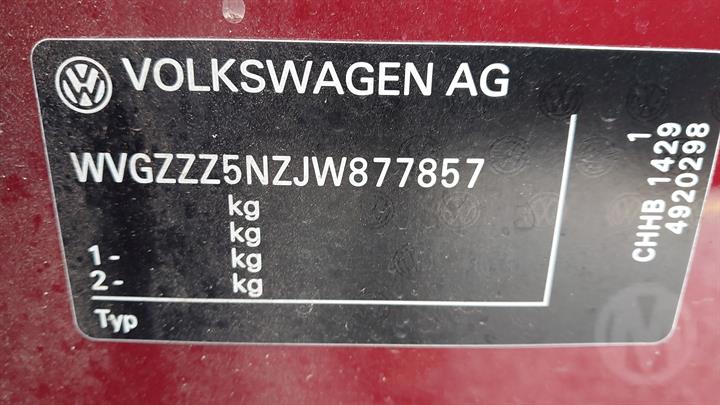 VOLKSWAGEN AG
WVGZZZ5NZJW877857
kg
kg
1- kg
2- kg
Typ
1
CHHB 1429
4920298